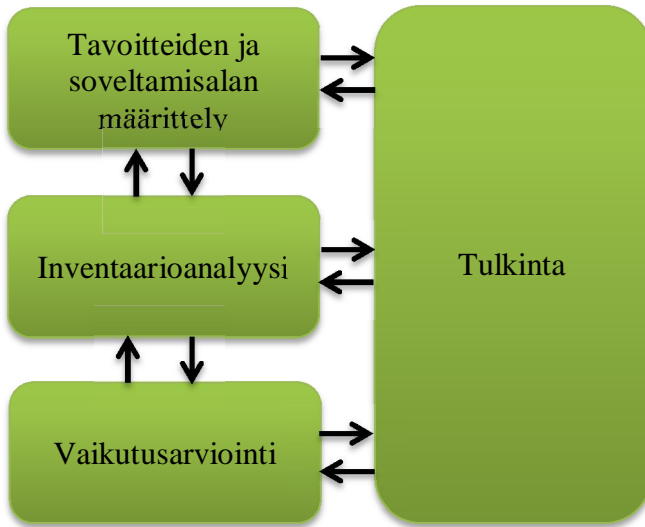 Tavoitteiden ja
soveltamisalan
määrittely
Inventaarioanalyysi
Vaikutusarviointi
Tulkinta